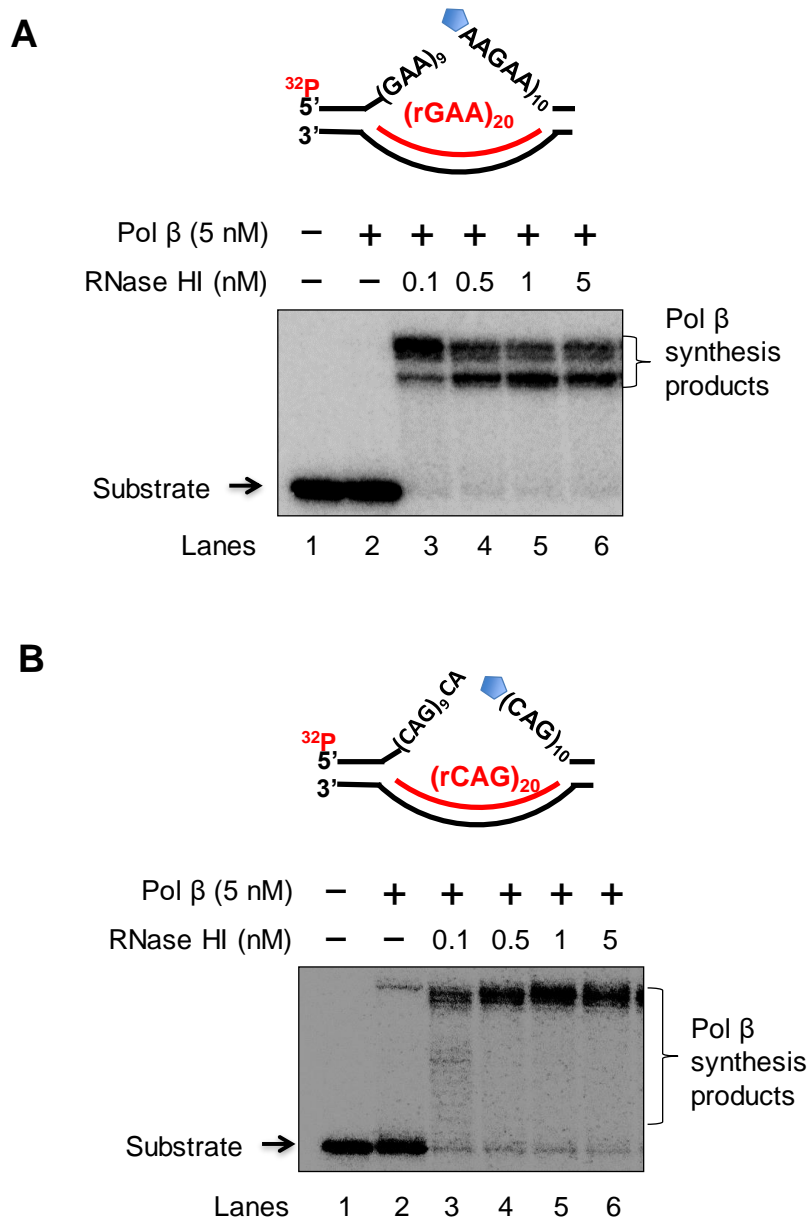 A
(GAA)9
AAGAA)10
32P
5'
(rGAA)20
3'
Pol β (5 nM) – + + + + +
RNase HI (nM) – – 0.1 0.5 1 5
Pol β
synthesis
products
Substrate →
Lanes 1 2 3 4 5 6
B
(CAG)9CA
(CAG)10
32P
5'
(rCAG)20
3'
Pol β (5 nM) – + + + + +
RNase HI (nM) – – 0.1 0.5 1 5
Pol β
synthesis
products
Substrate →
Lanes 1 2 3 4 5 6